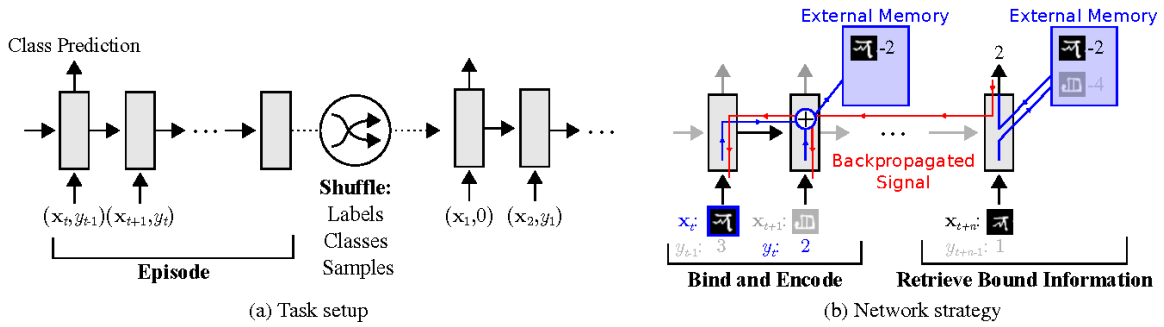 Class Prediction
...
(x_t, y_{t-1}) (x_{t+1}, y_t)
Episode
Shuffle:
Labels
Classes
Samples
...
(x_1, 0) (x_2, y_1)
(a) Task setup
External Memory
-2
External Memory
-2
-4
2
...
Backpropagated
Signal
x_t:
y_{t-1}: 3
x_{t+1}:
y_t: 2
x_{t+n}:
y_{t+n-1}: 1
Bind and Encode
Retrieve Bound Information
(b) Network strategy